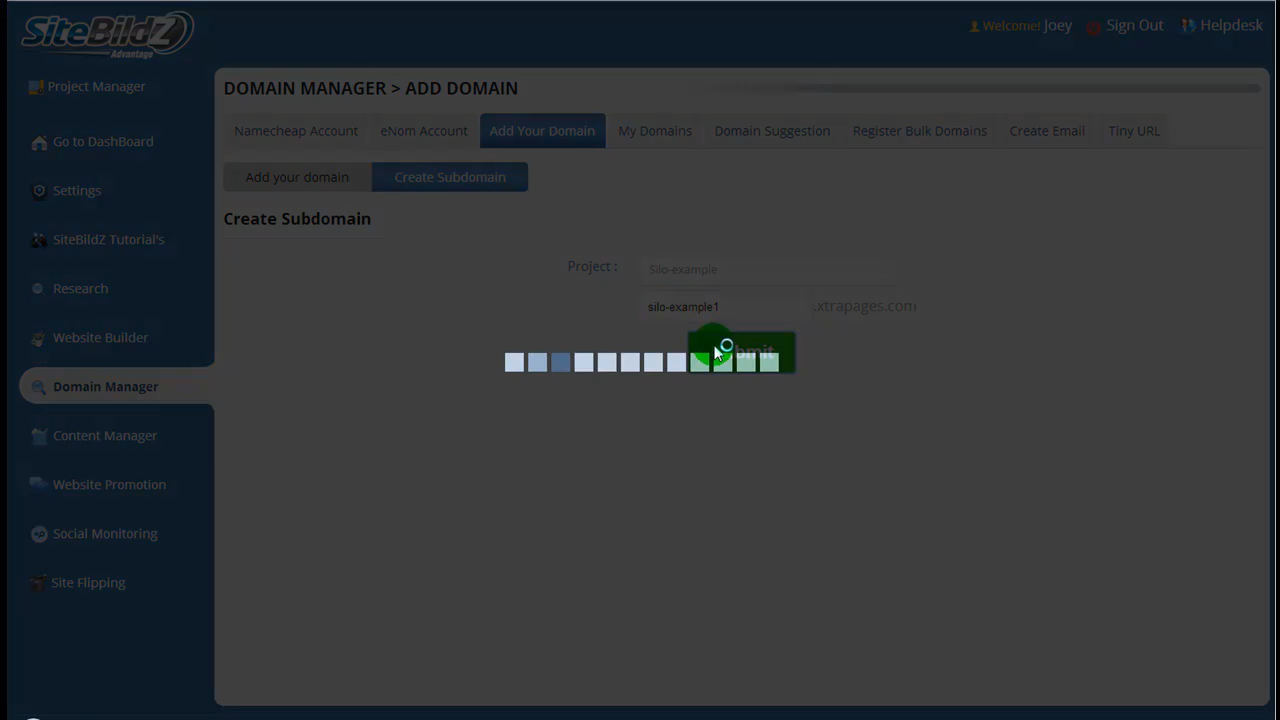 SiteBildZ
Advantage
Welcome! Joey
Sign Out
Helpdesk
Project Manager
Go to DashBoard
Settings
SiteBildZ Tutorial's
Research
Website Builder
Domain Manager
Content Manager
Website Promotion
Social Monitoring
Site Flipping
DOMAIN MANAGER > ADD DOMAIN
Namecheap Account
eNom Account
Add Your Domain
My Domains
Domain Suggestion
Register Bulk Domains
Create Email
Tiny URL
Add your domain
Create Subdomain
Create Subdomain
Project : Silo-example
silo-example1 .xtrapages.com